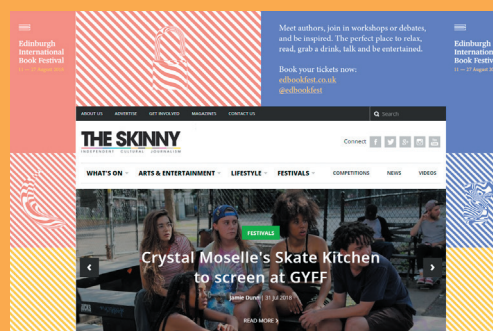 Edinburgh
International
Book Festival
11 — 27 August 2018
Meet authors, join in workshops or debates,
and be inspired. The perfect place to relax,
read, grab a drink, talk and be entertained.
Book your tickets now:
edbookfest.co.uk
@edbookfest
Edinburgh
International
Book Festiv
11 — 27 August 20
ABOUT US ADVERTISE GET INVOLVED MAGAZINES CONTACT US Search
THE SKINNY
INDEPENDENT CULTURAL JOURNALISM
Connect
WHAT'S ON ARTS & ENTERTAINMENT LIFESTYLE FESTIVALS COMPETITIONS NEWS VIDEOS
FESTIVALS
Crystal Moselle's Skate Kitchen
to screen at GYFF
Jamie Dunn | 31 Jul 2018
READ MORE